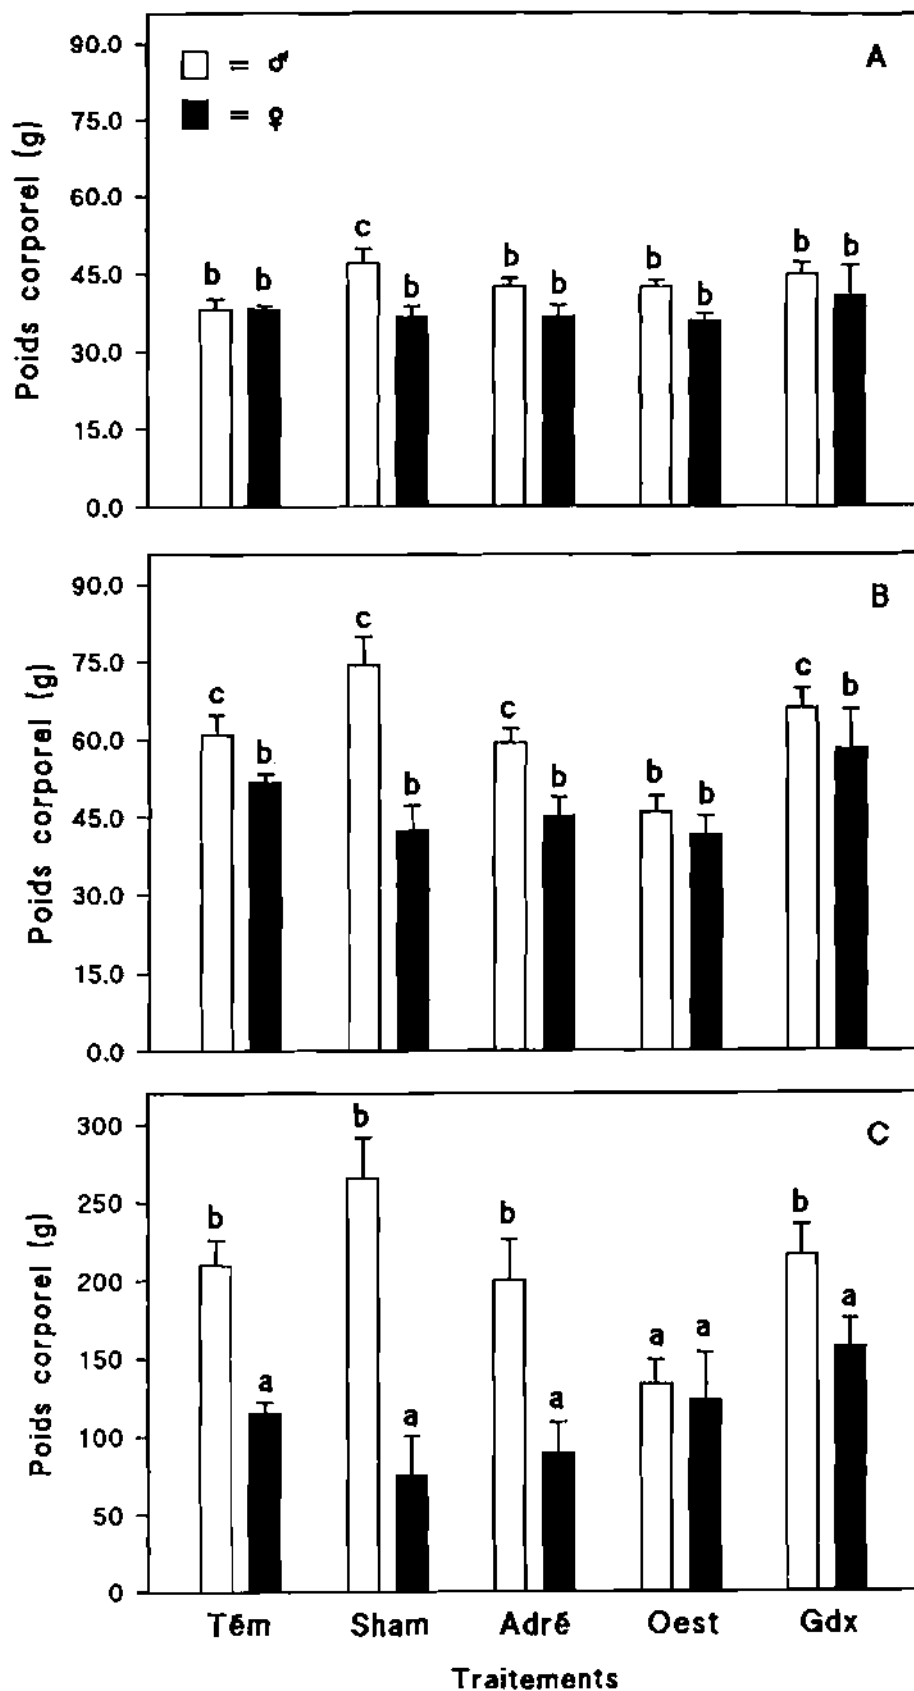 90.0
75.0
60.0
45.0
30.0
15.0
0.0
Poids corporel (g)
= ♂
= ♀
A
b b c b b b b b b b
90.0
75.0
60.0
45.0
30.0
15.0
0.0
Poids corporel (g)
B
c b c b c b b b c b
300
250
200
150
100
50
0
Poids corporel (g)
C
b a b a b a a a b a
Têm Sham Adré Oest Gdx
Traitements